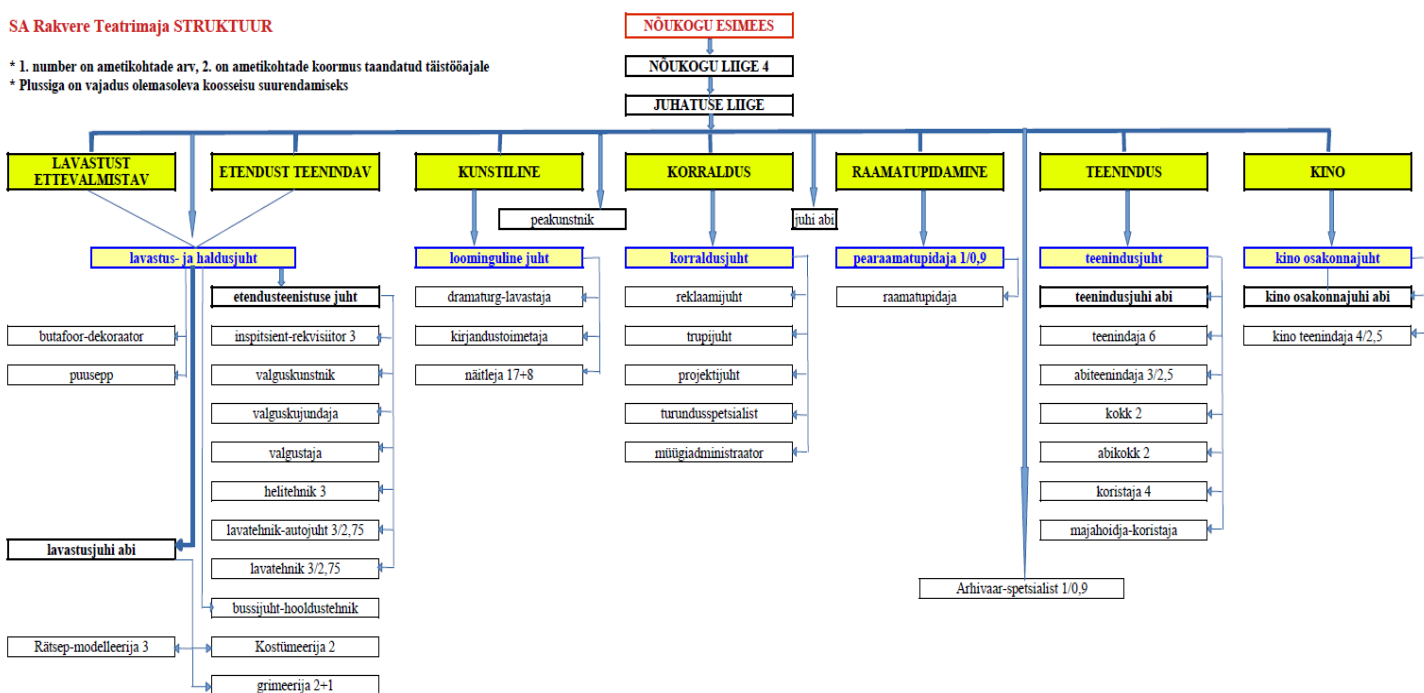 SA Rakvere Teatrimaja STRUKTUUR
* 1. number on ametikohtade arv, 2. on ametikohtade koormus taandatud täistööajale
* Plussiga on vajadus olemasoleva koosseisu suurendamiseks
NÕUKOGU ESIMEES
NÕUKOGU LIIGE 4
JUHATUSE LIIGE
LAVASTUST
ETTEVALMISTAV
ETENDUST TEENINDAV
KUNSTILINE
KORRALDUS
RAAMATUPIDAMINE
TEENINDUS
KINO
peakunstnik
juhi abi
lavastus- ja haldusjuht
butafoor-dekoraator
puusepp
lavastusjuhi abi
Rätsep-modelleerija 3
etendusteenistuse juht
inspitsient-rekvisiitor 3
valguskunstnik
valguskujundaja
valgustaja
helitehnik 3
lavatehnik-autojuht 3/2,75
lavatehnik 3/2,75
bussijuht-hooldustehnik
Kostümeerija 2
grimeerija 2+1
loominguline juht
dramaturg-lavastaja
kirjandustoimetaja
näitleja 17+8
korraldusjuht
reklaamijuht
trupijuht
projektijuht
turundusspetsialist
müügiadministraator
pearaamatupidaja 1/0,9
raamatupidaja
Arhivaar-spetsialist 1/0,9
teenindusjuht
teenindusjuhi abi
teenindaja 6
abiteenindaja 3/2,5
kokk 2
abikokk 2
koristaja 4
majahoidja-koristaja
kino osakonnajuht
kino osakonnajuhi abi
kino teenindaja 4/2,5